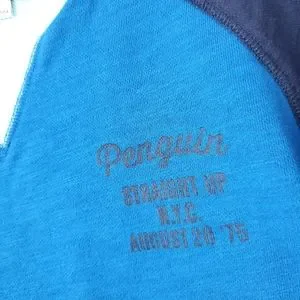 Penguin
STRAIGHT UP
N.Y.C.
AUGUST 20 '75